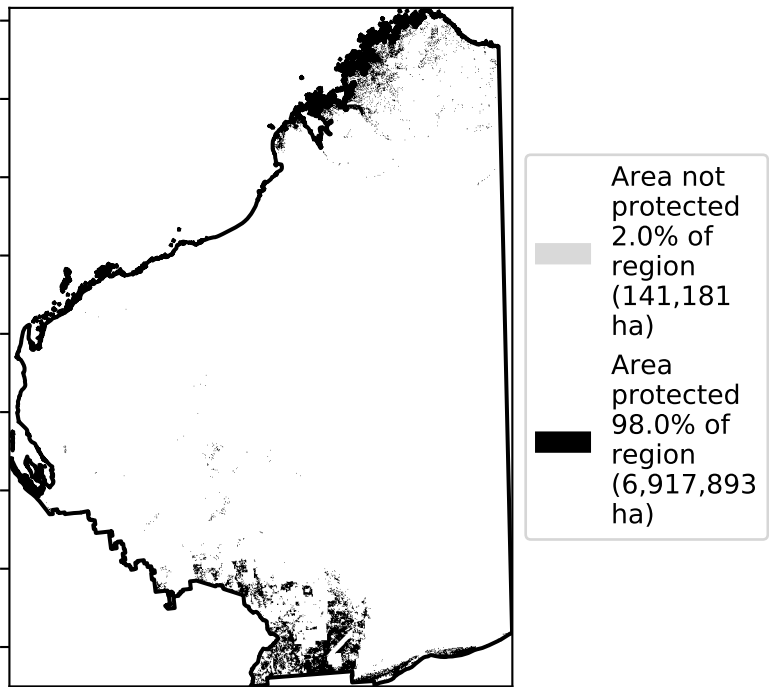 Area not
protected
2.0% of
region
(141,181
ha)
Area
protected
98.0% of
region
(6,917,893
ha)